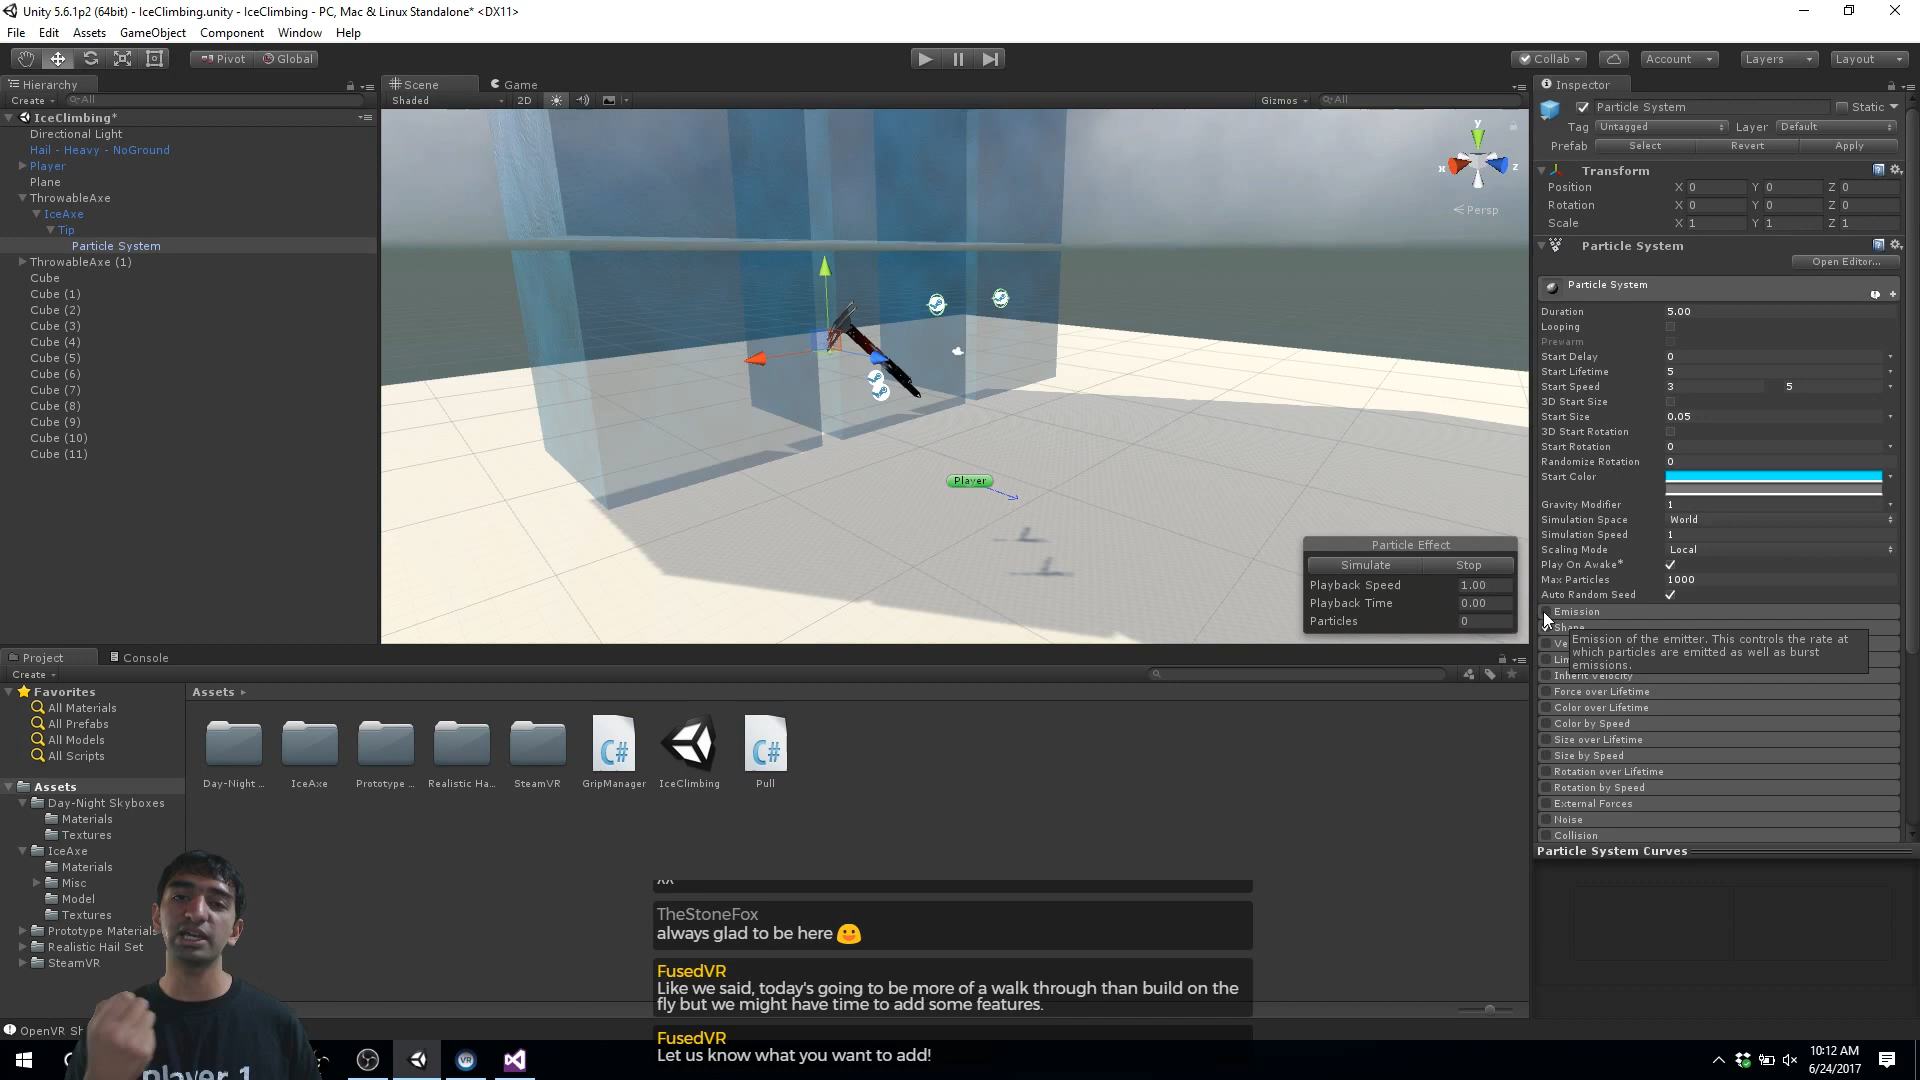 Unity 5.6.1p2 (64bit) - IceClimbing.unity - IceClimbing - PC, Mac & Linux Standalone* <DX11>
File Edit Assets GameObject Component Window Help
Pivot Global
Collab Account Layers Layout
Hierarchy
Create All
IceClimbing*
Directional Light
Hail - Heavy - NoGround
Player
Plane
ThrowableAxe
IceAxe
Tip
Particle System
ThrowableAxe (1)
Cube
Cube (1)
Cube (2)
Cube (3)
Cube (4)
Cube (5)
Cube (6)
Cube (7)
Cube (8)
Cube (9)
Cube (10)
Cube (11)
Scene Game
Shaded 2D Gizmos All
y
x z
Persp
Player
Particle Effect
Simulate Stop
Playback Speed 1.00
Playback Time 0.00
Particles 0
Inspector
Particle System Static
Tag Untagged Layer Default
Prefab Select Revert Apply
Transform
Position X 0 Y 0 Z 0
Rotation X 0 Y 0 Z 0
Scale X 1 Y 1 Z 1
Particle System
Open Editor...
Particle System
Duration 5.00
Looping
Prewarm
Start Delay 0
Start Lifetime 5
Start Speed 3 5
3D Start Size
Start Size 0.05
3D Start Rotation
Start Rotation 0
Randomize Rotation 0
Start Color
Gravity Modifier 1
Simulation Space World
Simulation Speed 1
Scaling Mode Local
Play On Awake*
Max Particles 1000
Auto Random Seed
Emission
Shape
Emission of the emitter. This controls the rate at
which particles are emitted as well as burst
emissions.
Inherit Velocity
Force over Lifetime
Color over Lifetime
Color by Speed
Size over Lifetime
Size by Speed
Rotation over Lifetime
Rotation by Speed
External Forces
Noise
Collision
Particle System Curves
Project Console
Create
Favorites
All Materials
All Prefabs
All Models
All Scripts
Assets
Day-Night Skyboxes
Materials
Textures
IceAxe
Materials
Misc
Model
Textures
Prototype Materials
Realistic Hail Set
SteamVR
Assets
Day-Night ... IceAxe Prototype ... Realistic Ha... SteamVR GripManager IceClimbing Pull
C# C#
TheStoneFox
always glad to be here
FusedVR
Like we said, today's going to be more of a walk through than build on the
fly but we might have time to add some features.
FusedVR
Let us know what you want to add!
OpenVR Sh
Player 1
VR
10:12 AM
6/24/2017